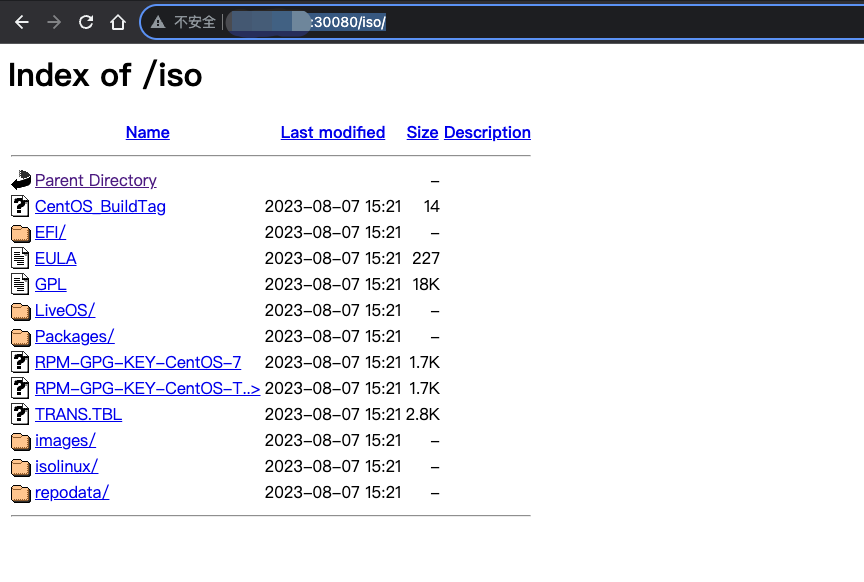 不安全 | :30080/iso/
Index of /iso
Name Last modified Size Description
Parent Directory –
CentOS_BuildTag 2023-08-07 15:21 14
EFI/ 2023-08-07 15:21 –
EULA 2023-08-07 15:21 227
GPL 2023-08-07 15:21 18K
LiveOS/ 2023-08-07 15:21 –
Packages/ 2023-08-07 15:21 –
RPM-GPG-KEY-CentOS-7 2023-08-07 15:21 1.7K
RPM-GPG-KEY-CentOS-T..> 2023-08-07 15:21 1.7K
TRANS.TBL 2023-08-07 15:21 2.8K
images/ 2023-08-07 15:21 –
isolinux/ 2023-08-07 15:21 –
repodata/ 2023-08-07 15:21 –